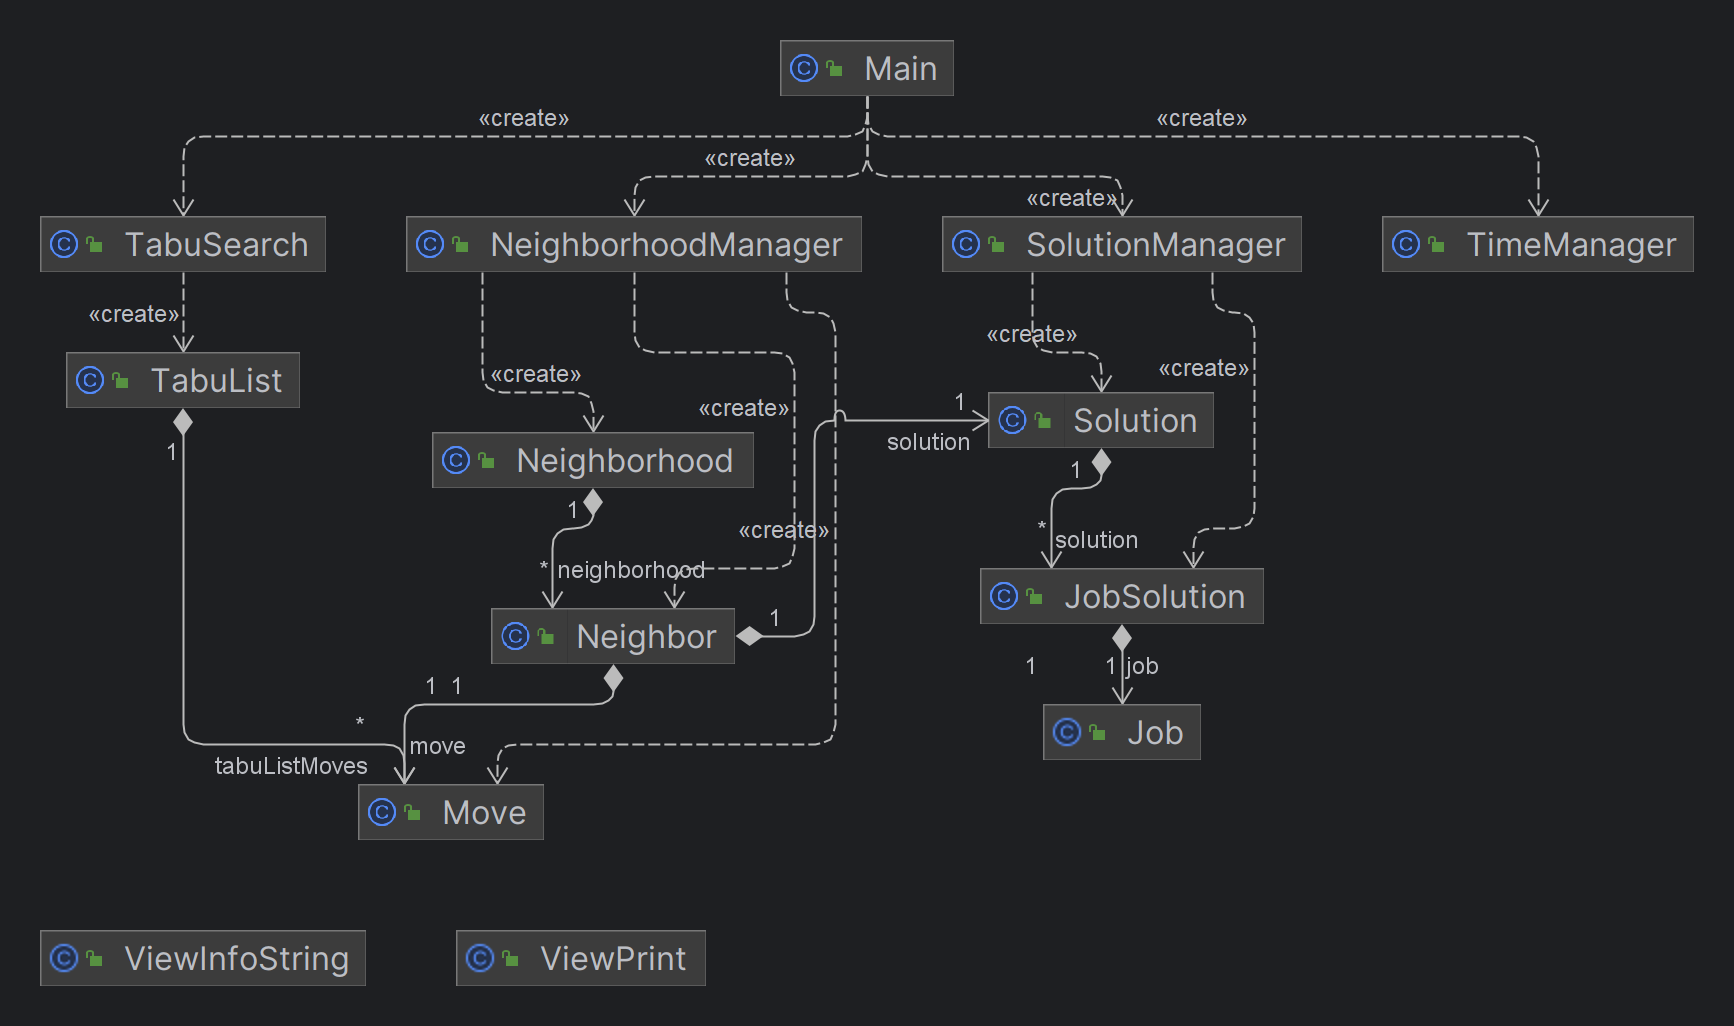 C Main
«create»
«create»
«create»
«create»
C TabuSearch
C NeighborhoodManager
C SolutionManager
C TimeManager
«create»
«create»
«create»
«create»
C TabuList
1
C Neighborhood
1
«create»
1
solution
C Solution
1
«create»
* neighborhood
* solution
C Neighbor
1
C JobSolution
1 1
*
move
tabuListMoves
1 1 job
C Job
C Move
C ViewInfoString
C ViewPrint